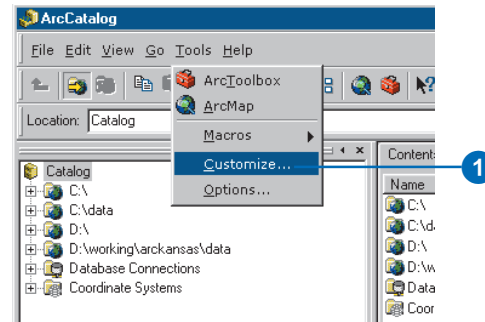 ArcCatalog
File Edit View Go Tools Help
ArcToolbox
ArcMap
Macros
Customize...
Options...
Location: Catalog
1
Catalog
C:\
C:\data
D:\
D:\working\arckansas\data
Database Connections
Coordinate Systems
Content
Name
C:\
C:\d
D:\
D:\w
Data
Coor